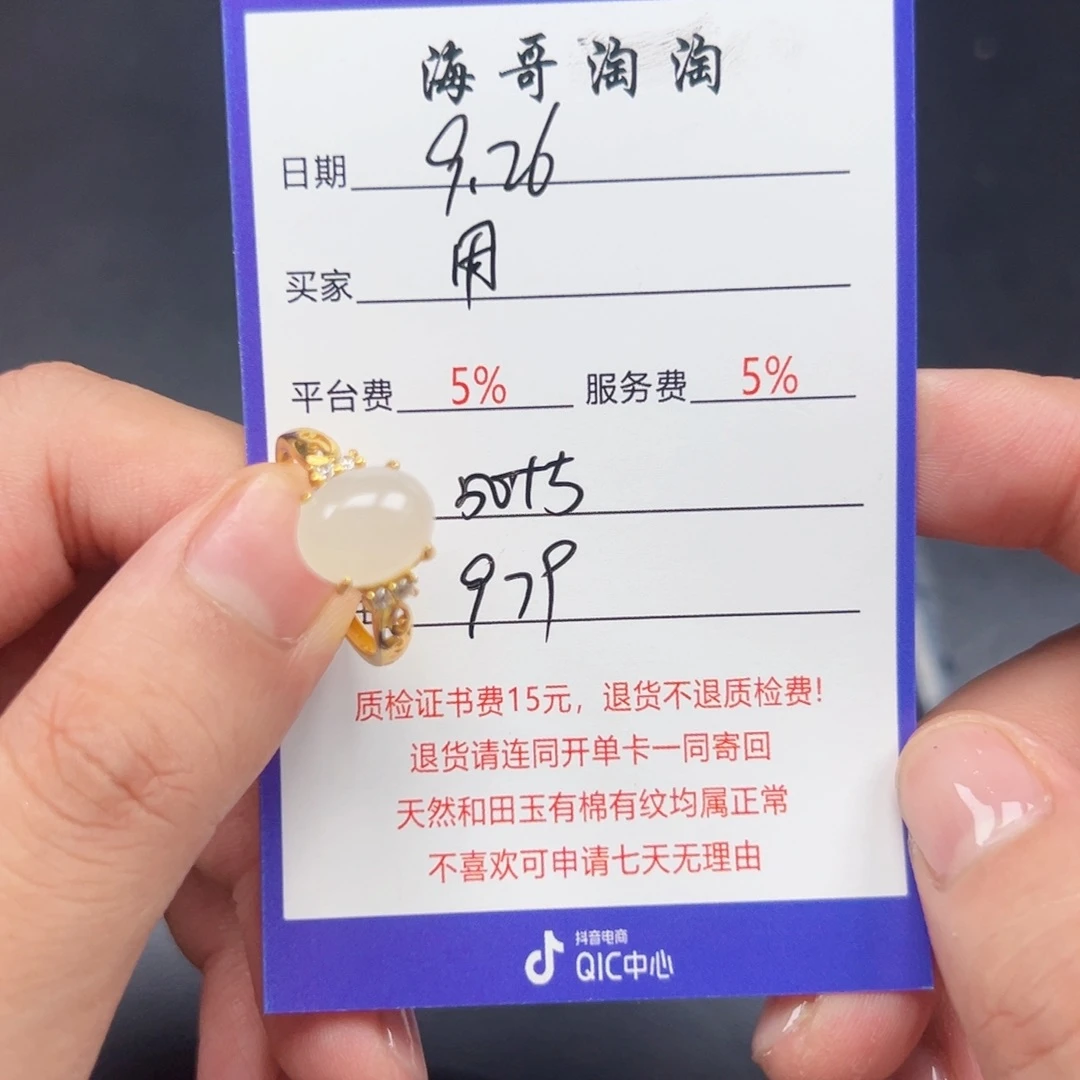 海哥淘淘
日期 9.26
买家 用
平台费 5% 服务费 5%
50+5
979
质检证书费15元，退货不退质检费！
退货请连同开单卡一同寄回
天然和田玉有棉有纹均属正常
不喜欢可申请七天无理由
抖音电商
QIC中心